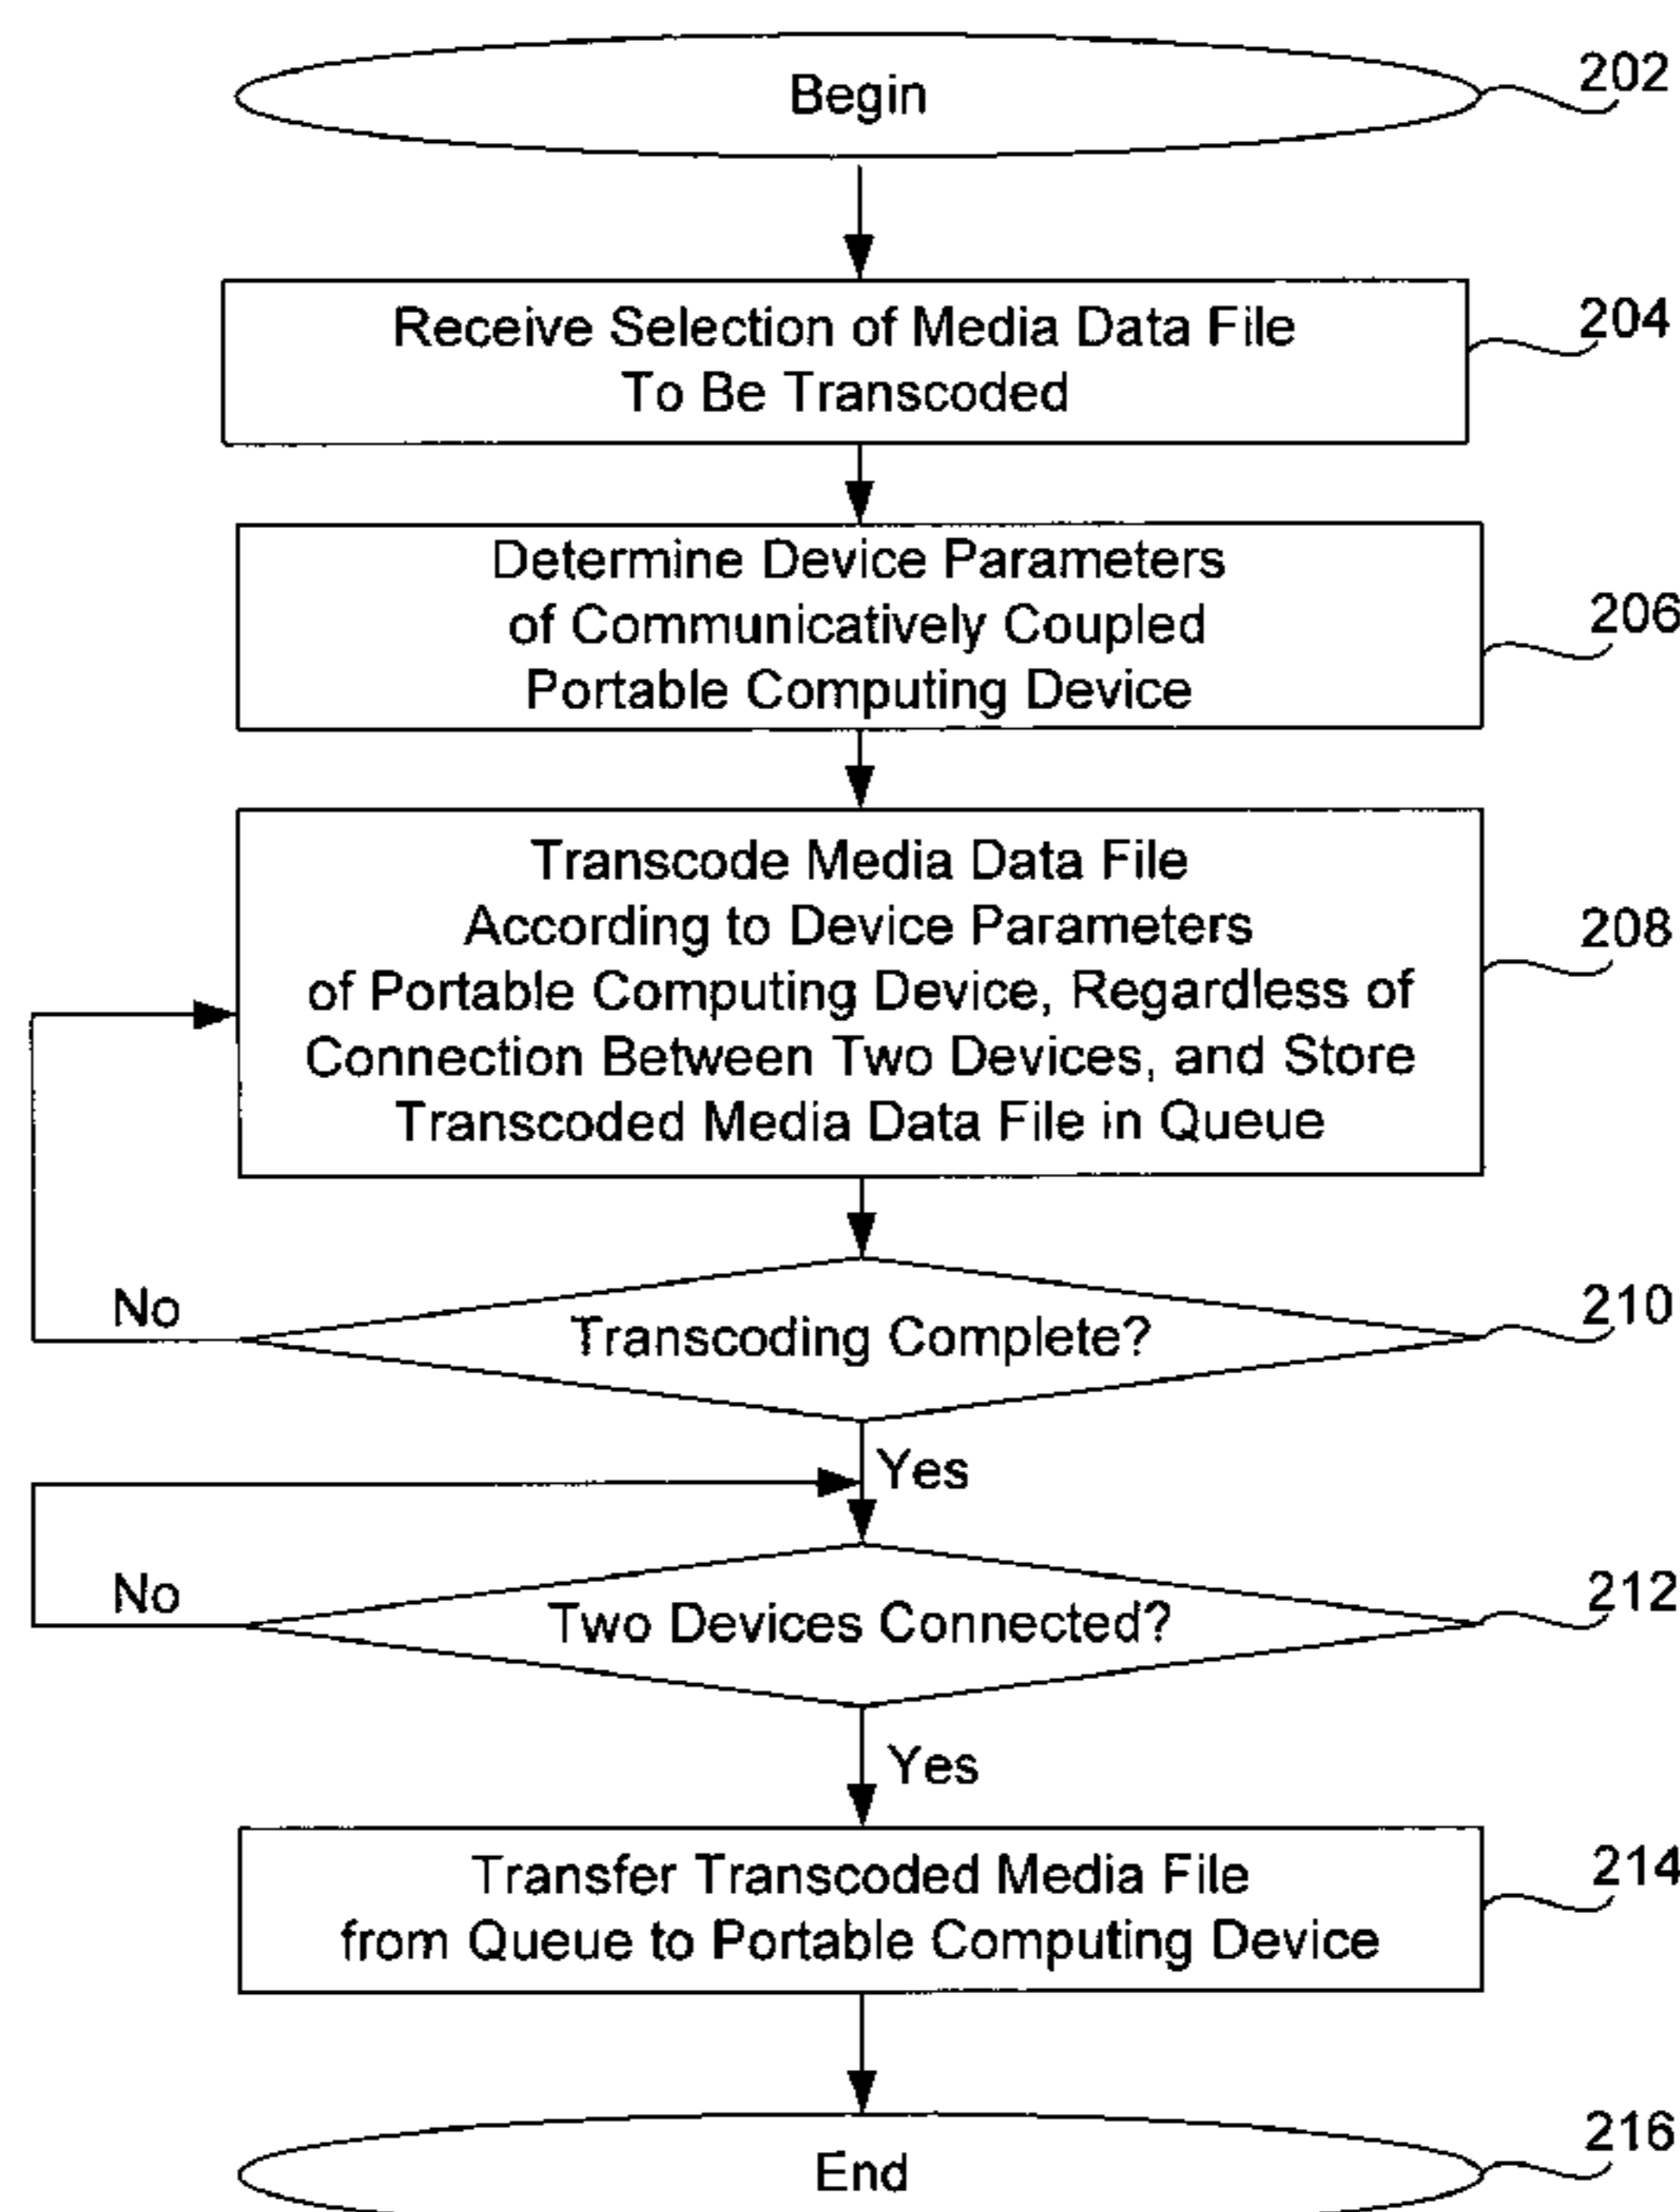 Begin
202
Receive Selection of Media Data File
To Be Transcoded
204
Determine Device Parameters
of Communicatively Coupled
Portable Computing Device
206
Transcode Media Data File
According to Device Parameters
of Portable Computing Device, Regardless of
Connection Between Two Devices, and Store
Transcoded Media Data File in Queue
208
No
Transcoding Complete?
210
Yes
No
Two Devices Connected?
212
Yes
Transfer Transcoded Media File
from Queue to Portable Computing Device
214
End
216